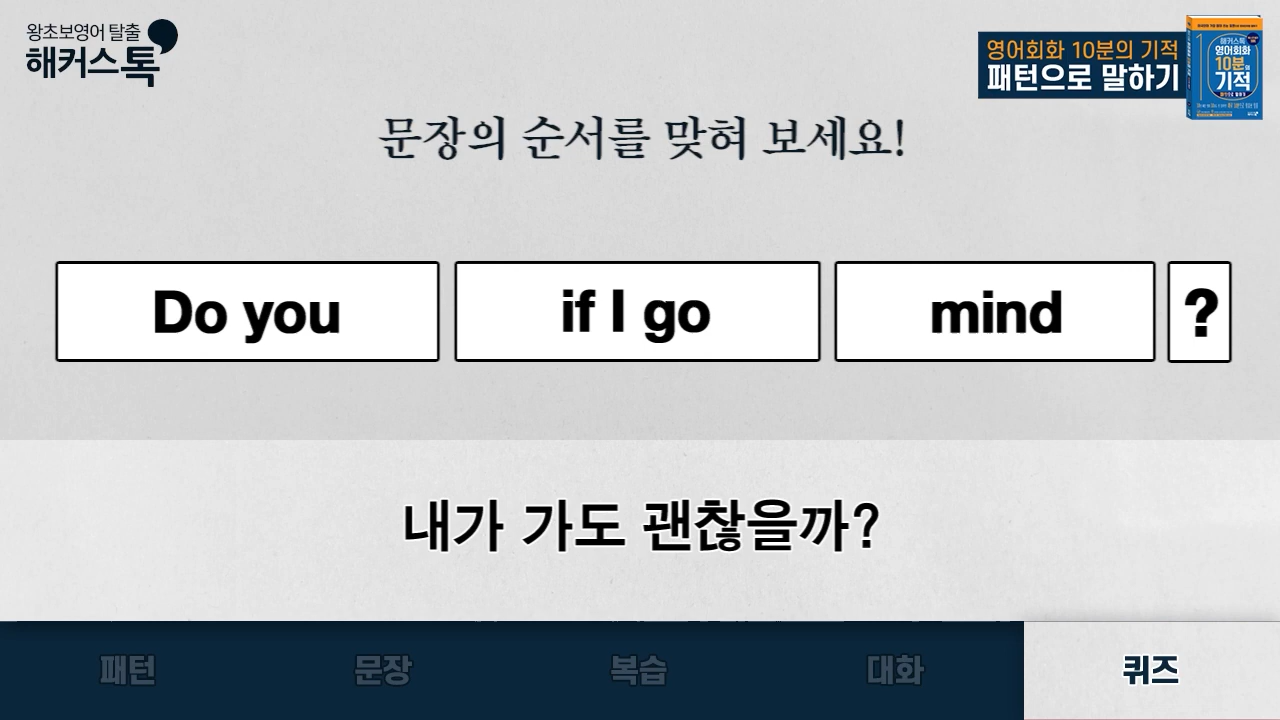 왕초보영어 탈출
해커스톡
영어회화 10분의 기적
패턴으로 말하기
해커스톡
영어회화
10분의
기적
문장의 순서를 맞혀 보세요!
Do you if I go mind ?
내가 가도 괜찮을까?
패턴 문장 복습 대화 퀴즈